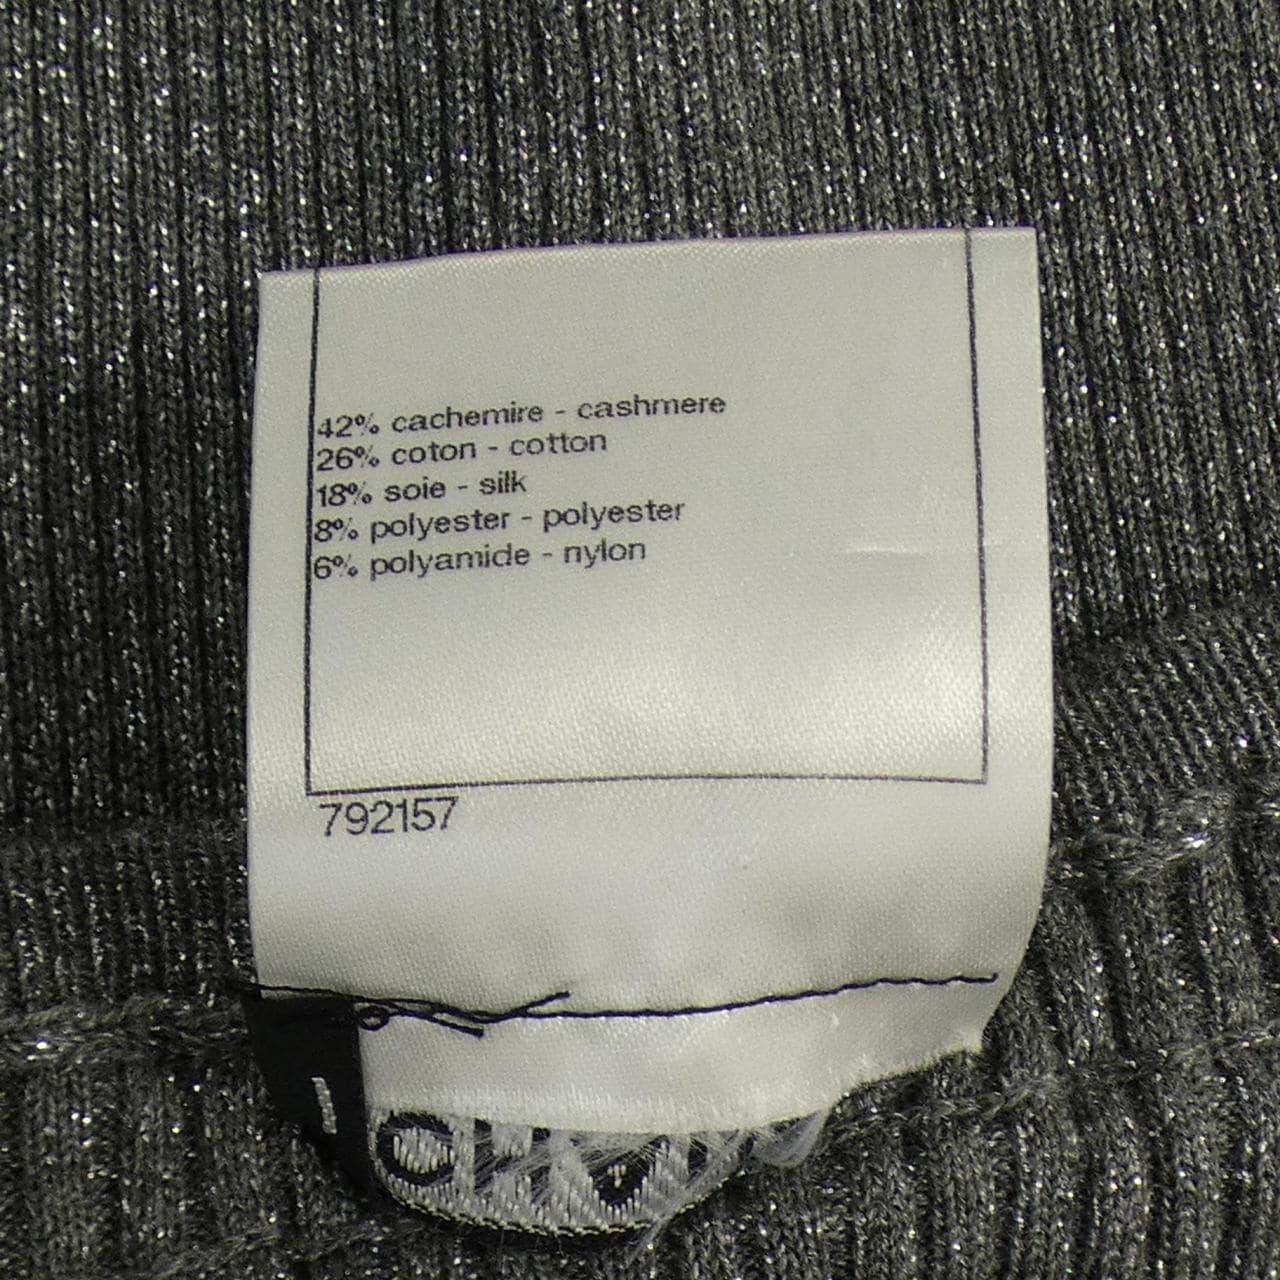 42% cachemire - cashmere
26% coton - cotton
18% soie - silk
8% polyester - polyester
6% polyamide - nylon
792157